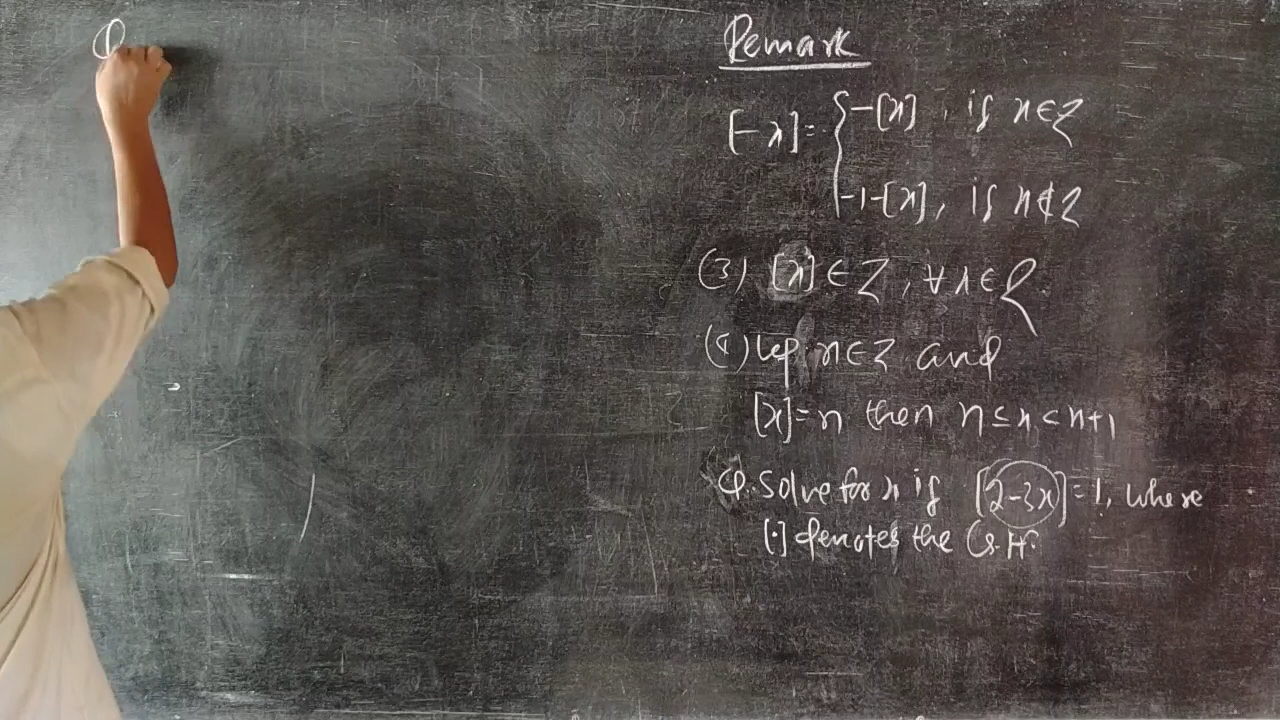 Q
Remark
[-x]= { -[x], if x∈Z
-1-[x], if x∉Z
(3) [x]∈Z, ∀x∈R
(4) Let n∈Z and
[x]=n then n≤x<n+1
Q. Solve for x if [2-3x]=1, where
[.] denotes the G.I.F.